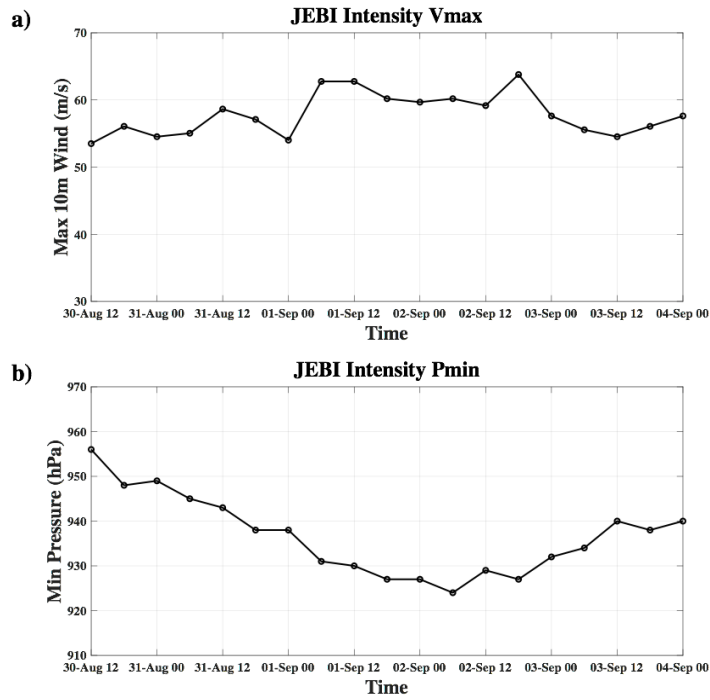 a)
JEBI Intensity Vmax
Max 10m Wind (m/s)
70
60
50
40
30
30-Aug 12 31-Aug 00 31-Aug 12 01-Sep 00 01-Sep 12 02-Sep 00 02-Sep 12 03-Sep 00 03-Sep 12 04-Sep 00
Time
b)
JEBI Intensity Pmin
Min Pressure (hPa)
970
960
950
940
930
920
910
30-Aug 12 31-Aug 00 31-Aug 12 01-Sep 00 01-Sep 12 02-Sep 00 02-Sep 12 03-Sep 00 03-Sep 12 04-Sep 00
Time